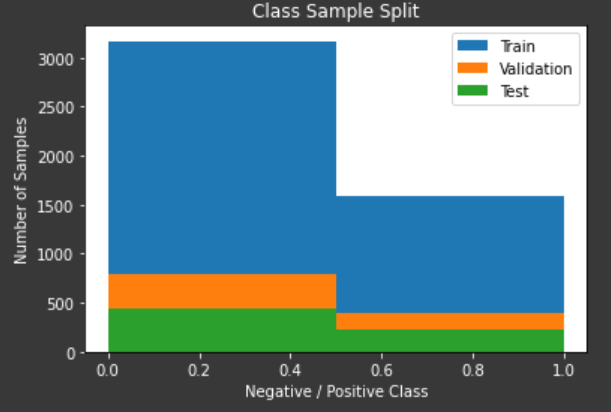 Class Sample Split
Train
Validation
Test
3000
2500
2000
1500
1000
500
0
Number of Samples
0.0 0.2 0.4 0.6 0.8 1.0
Negative / Positive Class